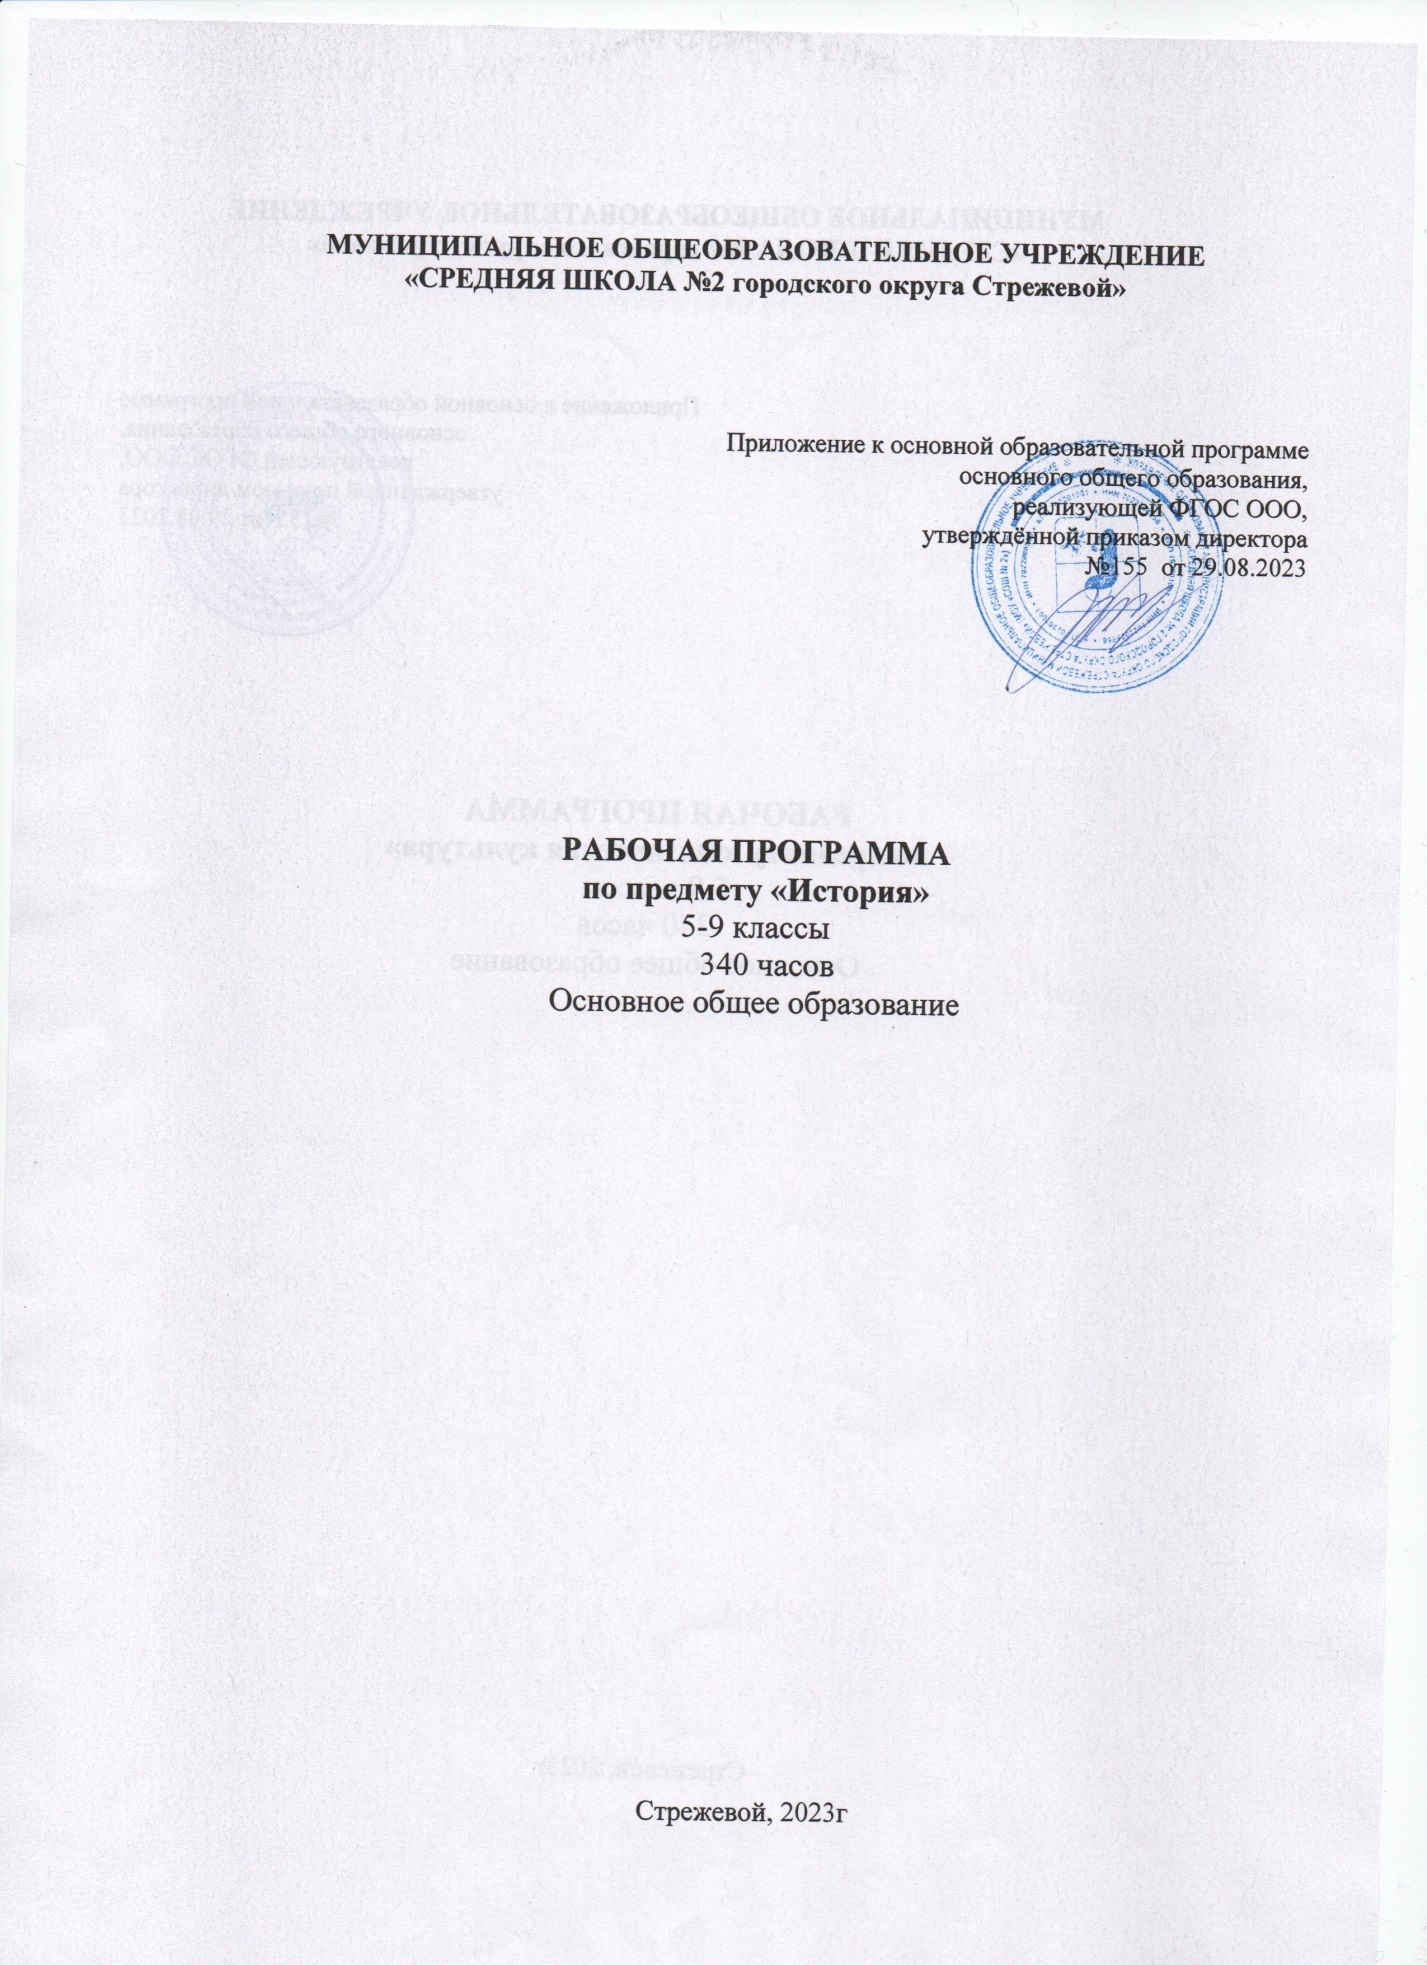 МУНИЦИПАЛЬНОЕ ОБЩЕОБРАЗОВАТЕЛЬНОЕ УЧРЕЖДЕНИЕ
«СРЕДНЯЯ ШКОЛА №2 городского округа Стрежевой»
Приложение к основной образовательной программе
основного общего образования,
реализующей ФГОС ООО,
утверждённой приказом директора
№155 от 29.08.2023
РАБОЧАЯ ПРОГРАММА
по предмету «История»
5-9 классы
340 часов
Основное общее образование
Стрежевой, 2023г